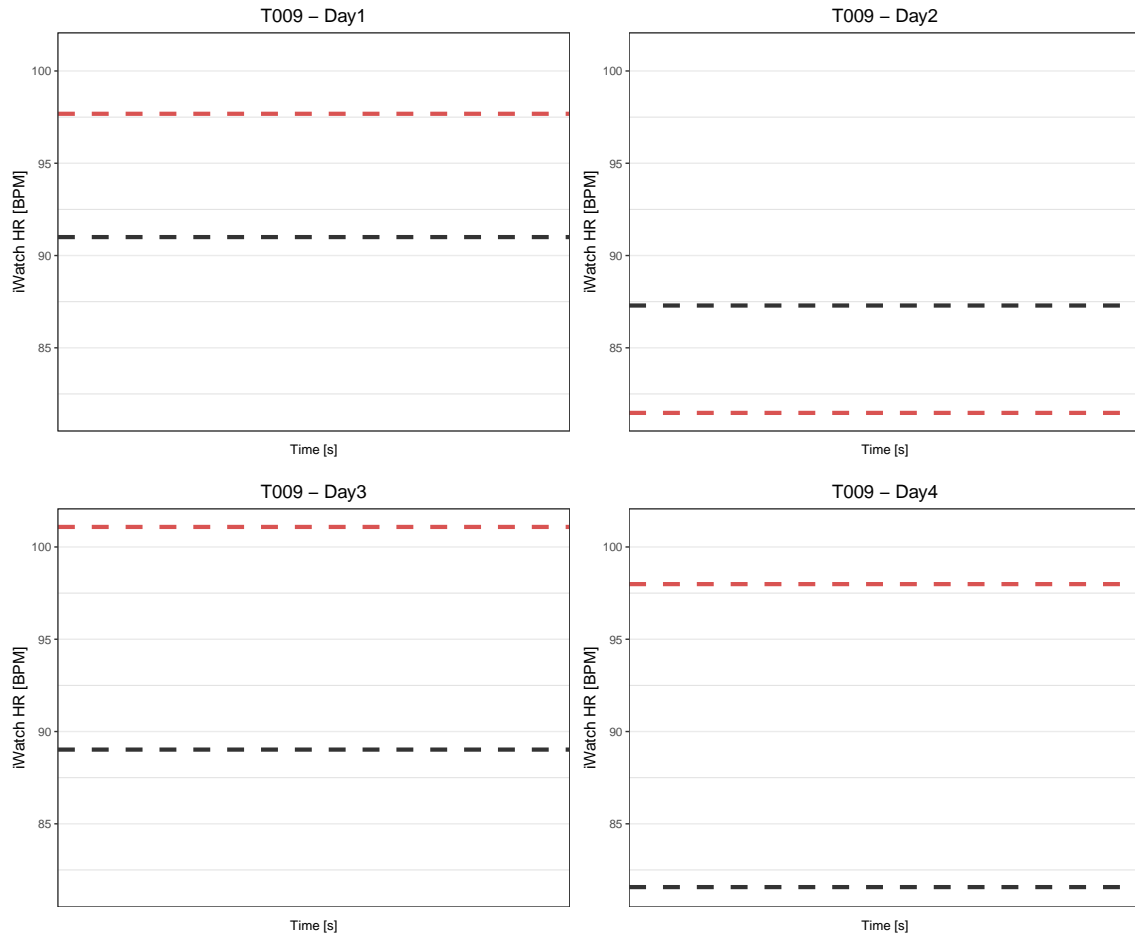 T009 – Day1
iWatch HR [BPM]
100
95
90
85
Time [s]
T009 – Day2
iWatch HR [BPM]
100
95
90
85
Time [s]
T009 – Day3
iWatch HR [BPM]
100
95
90
85
Time [s]
T009 – Day4
iWatch HR [BPM]
100
95
90
85
Time [s]